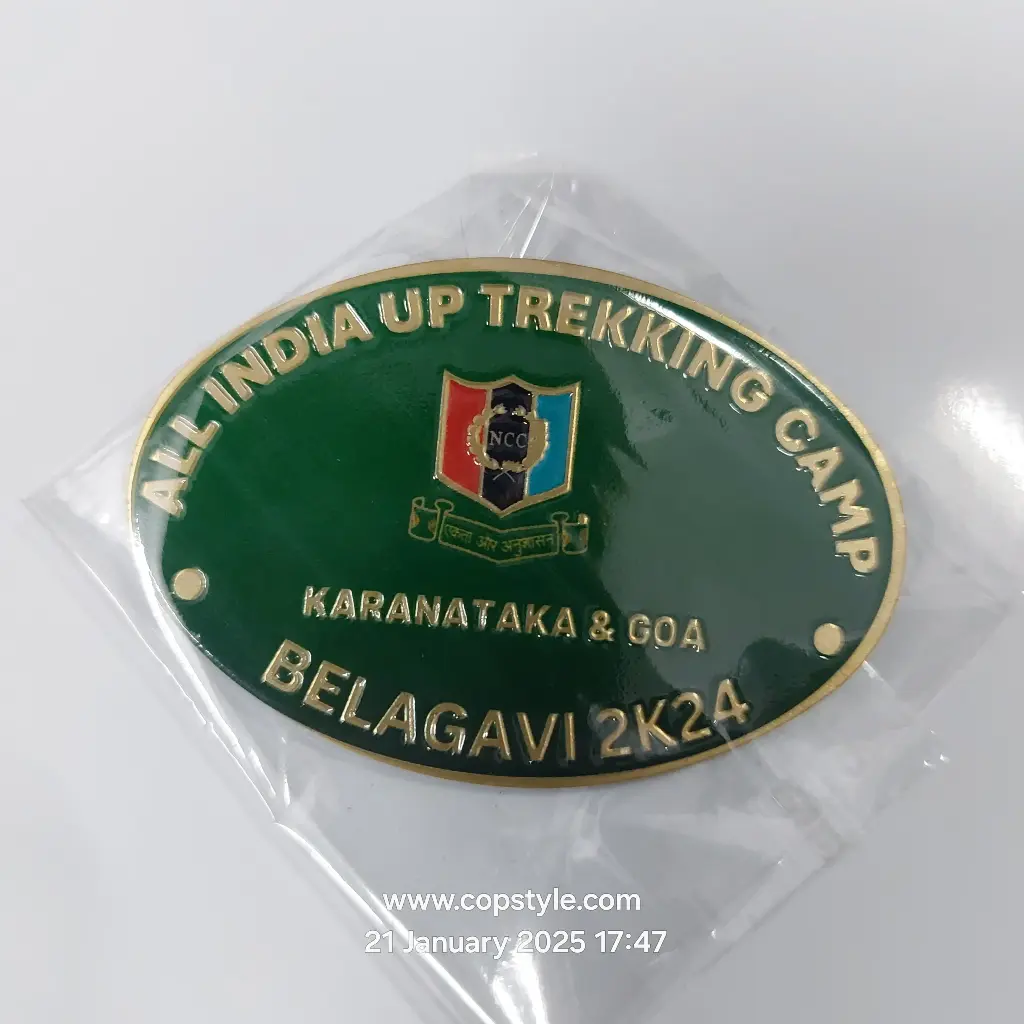 ALL INDIA UP TREKKING CAMP
NCC
एकता और अनुशासन
KARANATAKA & GOA
BELAGAVI 2K24
www.copstyle.com
21 January 2025 17:47